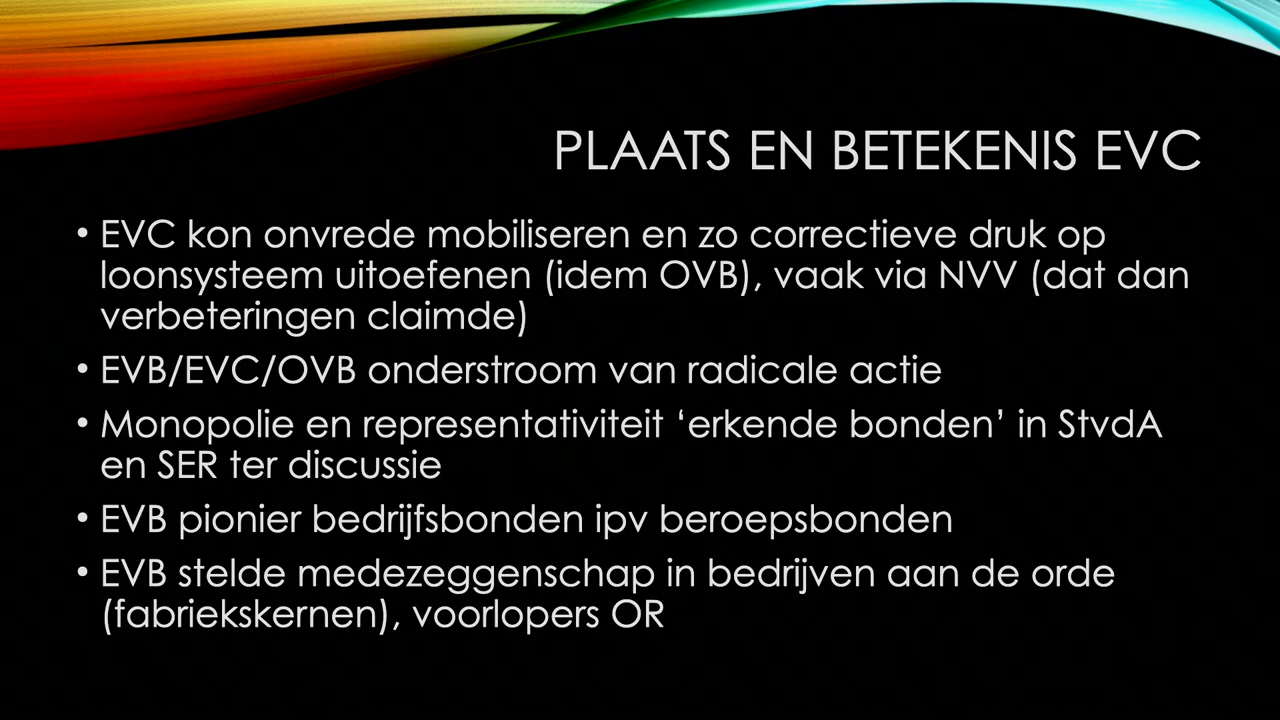 PLAATS EN BETEKENIS EVC
• EVC kon onvrede mobiliseren en zo correctieve druk op
loonsysteem uitoefenen (idem OVB), vaak via NVV (dat dan
verbeteringen claimde)
• EVB/EVC/OVB onderstroom van radicale actie
• Monopolie en representativiteit ‘erkende bonden’ in StvdA
en SER ter discussie
• EVB pionier bedrijfsbonden ipv beroepsbonden
• EVB stelde medezeggenschap in bedrijven aan de orde
(fabriekskernen), voorlopers OR